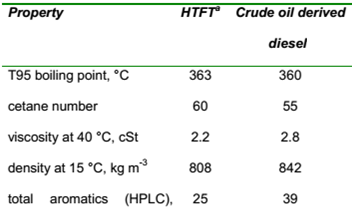 Property HTFTᵃ Crude oil derived
diesel
T95 boiling point, °C 363 360
cetane number 60 55
viscosity at 40 °C, cSt 2.2 2.8
density at 15 °C, kg m⁻³ 808 842
total aromatics (HPLC), 25 39